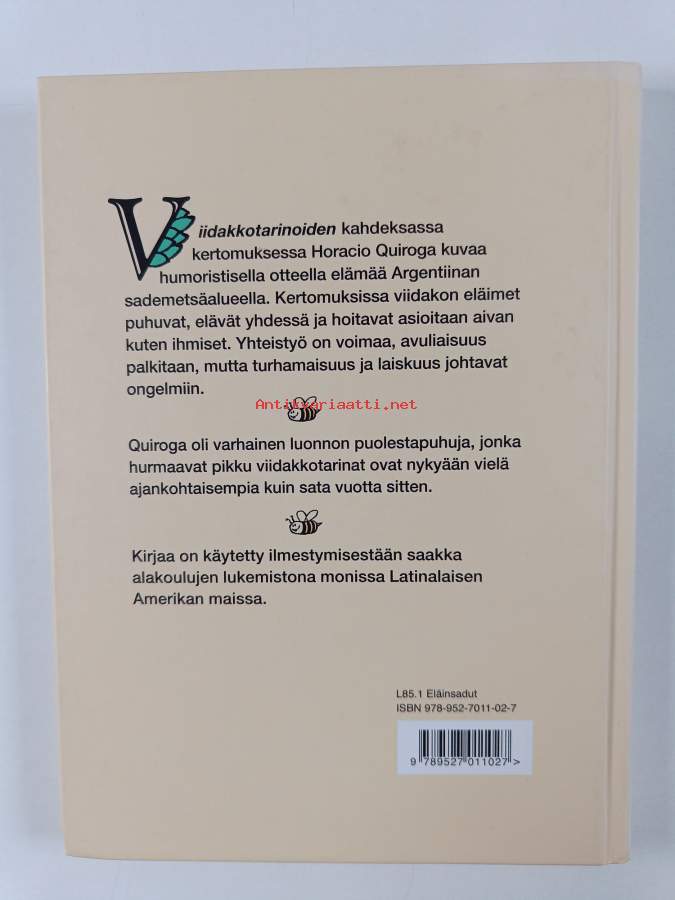 Viidakkotarinoiden kahdeksassa
kertomuksessa Horacio Quiroga kuvaa
humoristisella otteella elämää Argentiinan
sademetsäalueella. Kertomuksissa viidakon eläimet
puhuvat, elävät yhdessä ja hoitavat asioitaan aivan
kuten ihmiset. Yhteistyö on voimaa, avuliaisuus
palkitaan, mutta turhamaisuus ja laiskuus johtavat
ongelmiin.
Antikvariaatti.net
Quiroga oli varhainen luonnon puolestapuhuja, jonka
hurmaavat pikku viidakkotarinat ovat nykyään vielä
ajankohtaisempia kuin sata vuotta sitten.
Kirjaa on käytetty ilmestymisestään saakka
alakoulujen lukemistona monissa Latinalaisen
Amerikan maissa.
L85.1 Eläinsadut
ISBN 978-952-7011-02-7
9 789527 011027 >